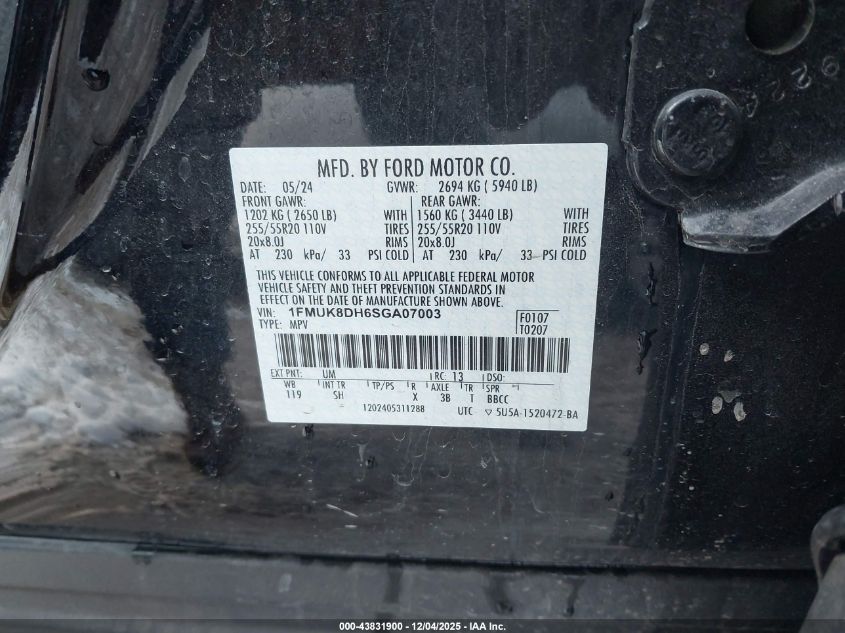 MFD. BY FORD MOTOR CO.
DATE: 05/24 GVWR: 2694 KG ( 5940 LB)
FRONT GAWR: REAR GAWR:
1202 KG ( 2650 LB) WITH 1560 KG ( 3440 LB) WITH
255/55R20 110V TIRES 255/55R20 110V TIRES
20x8.0J RIMS 20x8.0J RIMS
AT 230 kPa/ 33 PSI COLD AT 230 kPa/ 33 PSI COLD
THIS VEHICLE CONFORMS TO ALL APPLICABLE FEDERAL MOTOR
VEHICLE SAFETY AND THEFT PREVENTION STANDARDS IN
EFFECT ON THE DATE OF MANUFACTURE SHOWN ABOVE.
VIN: 1FMUK8DH6SGA07003 F0107
TYPE: MPV T0207
EXT PNT: UM RC: 13 DSO:
WB INT TR TP/PS R AXLE TR SPR
119 SH X 3B T BBCC
1202405311288 UTC ▽ 5U5A-1520472-BA
000-43831900 - 12/04/2025 - IAA Inc.